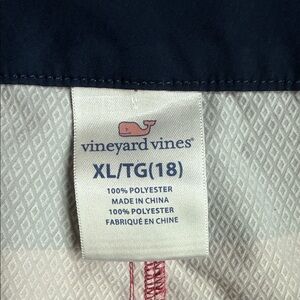 vineyard vines®
XL/TG(18)
100% POLYESTER
MADE IN CHINA
100% POLYESTER
FABRIQUÉ EN CHINE